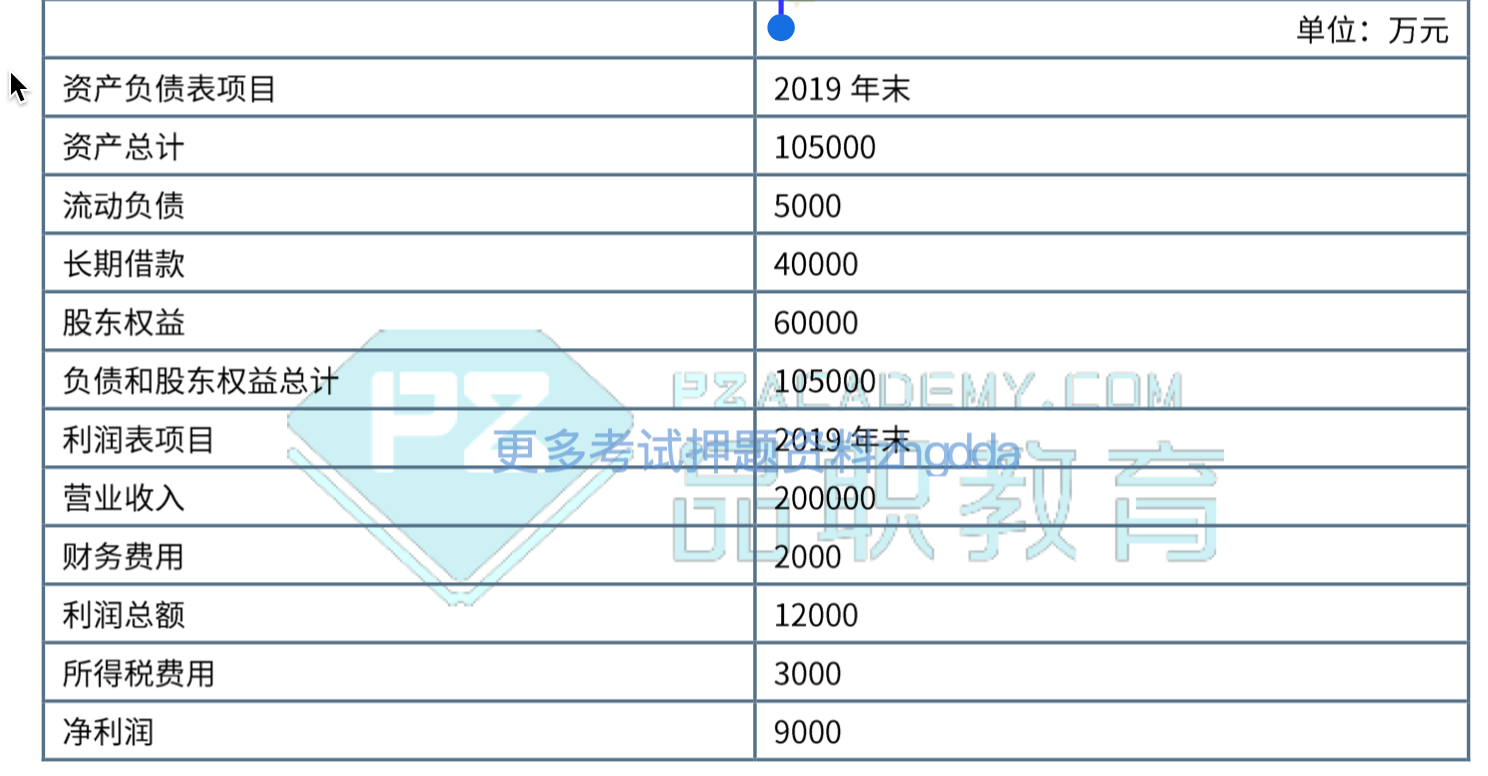 单位：万元
资产负债表项目 2019 年末
资产总计 105000
流动负债 5000
长期借款 40000
股东权益 60000
负债和股东权益总计 105000
PZACADEMY.COM
PZ
利润表项目 2019 年末
更多考试押题资料zhgdda
品职教育
营业收入 200000
财务费用 2000
利润总额 12000
所得税费用 3000
净利润 9000